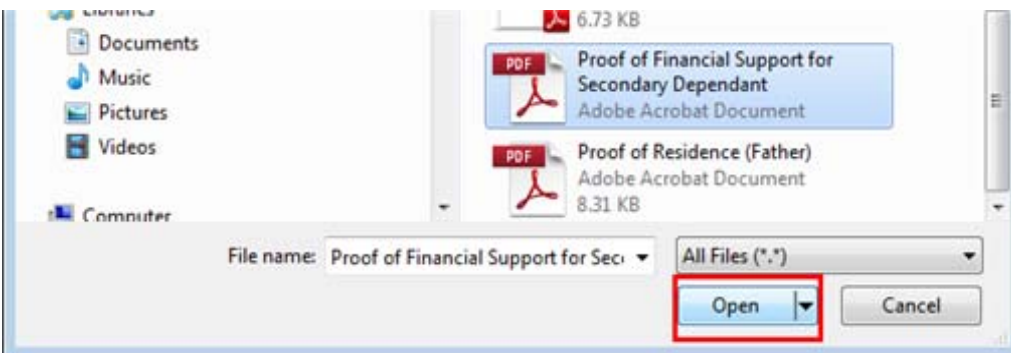 Libraries
Documents
Music
Pictures
Videos
Computer
6.73 KB
PDF
Proof of Financial Support for
Secondary Dependant
Adobe Acrobat Document
PDF
Proof of Residence (Father)
Adobe Acrobat Document
8.31 KB
File name:
Proof of Financial Support for Sec
All Files (*.*)
Open
Cancel